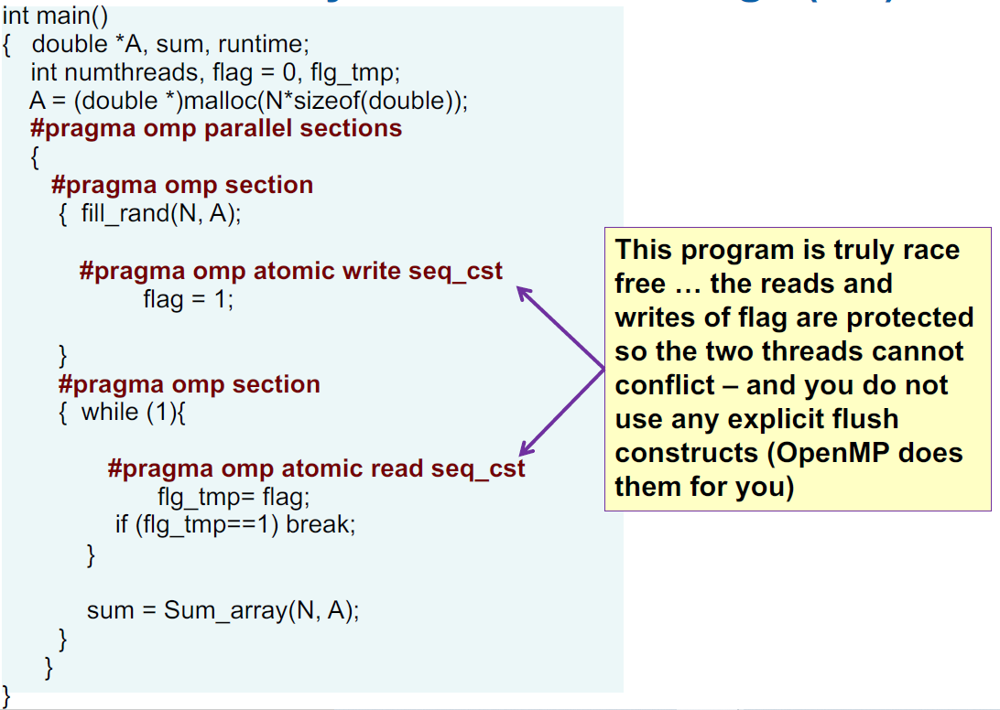 int main()
{ double *A, sum, runtime;
int numthreads, flag = 0, flg_tmp;
A = (double *)malloc(N*sizeof(double));
#pragma omp parallel sections
{
#pragma omp section
{ fill_rand(N, A);
#pragma omp atomic write seq_cst
flag = 1;
}
#pragma omp section
{ while (1){
#pragma omp atomic read seq_cst
flg_tmp= flag;
if (flg_tmp==1) break;
}
sum = Sum_array(N, A);
}
}
}
This program is truly race
free … the reads and
writes of flag are protected
so the two threads cannot
conflict – and you do not
use any explicit flush
constructs (OpenMP does
them for you)